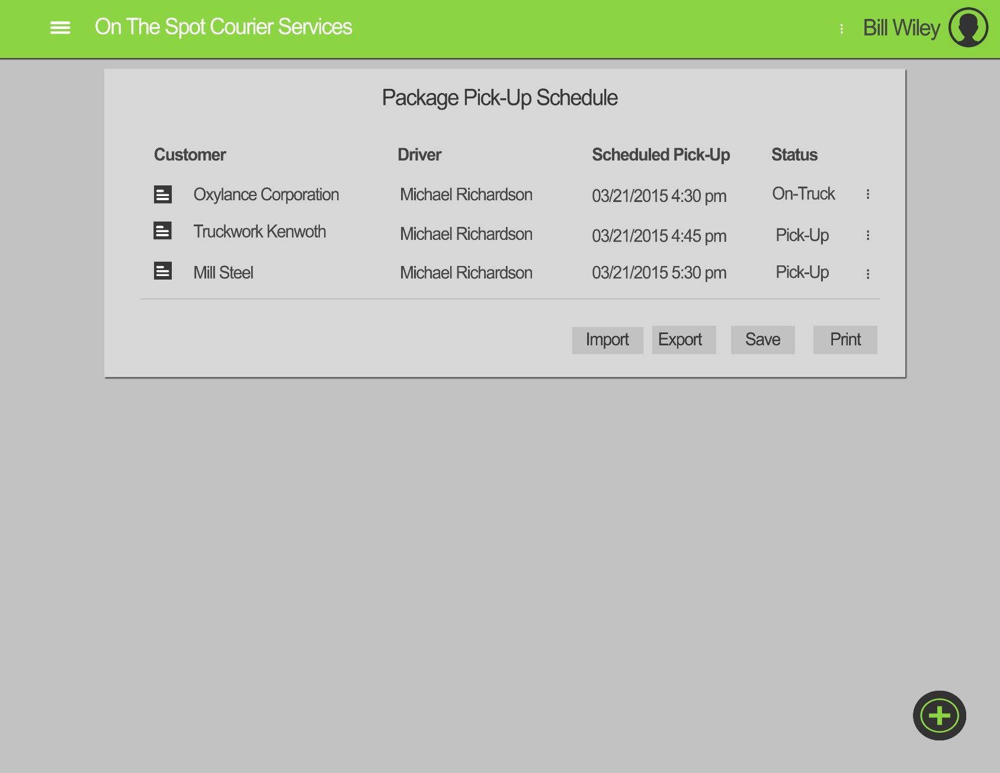 On The Spot Courier Services
Bill Wiley
Package Pick-Up Schedule
Customer Driver Scheduled Pick-Up Status
Oxylance Corporation Michael Richardson 03/21/2015 4:30 pm On-Truck
Truckwork Kenwoth Michael Richardson 03/21/2015 4:45 pm Pick-Up
Mill Steel Michael Richardson 03/21/2015 5:30 pm Pick-Up
Import Export Save Print